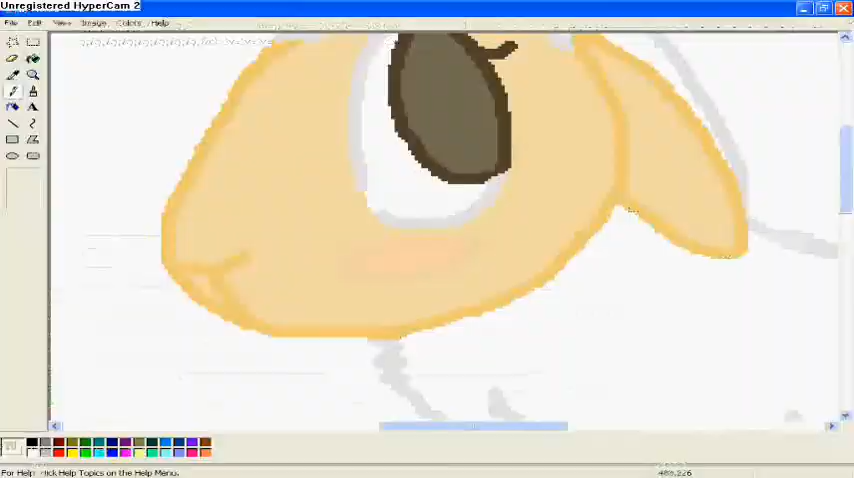 Unregistered HyperCam 2
File Edit View Image Colors Help
A
For Help, click Help Topics on the Help Menu.